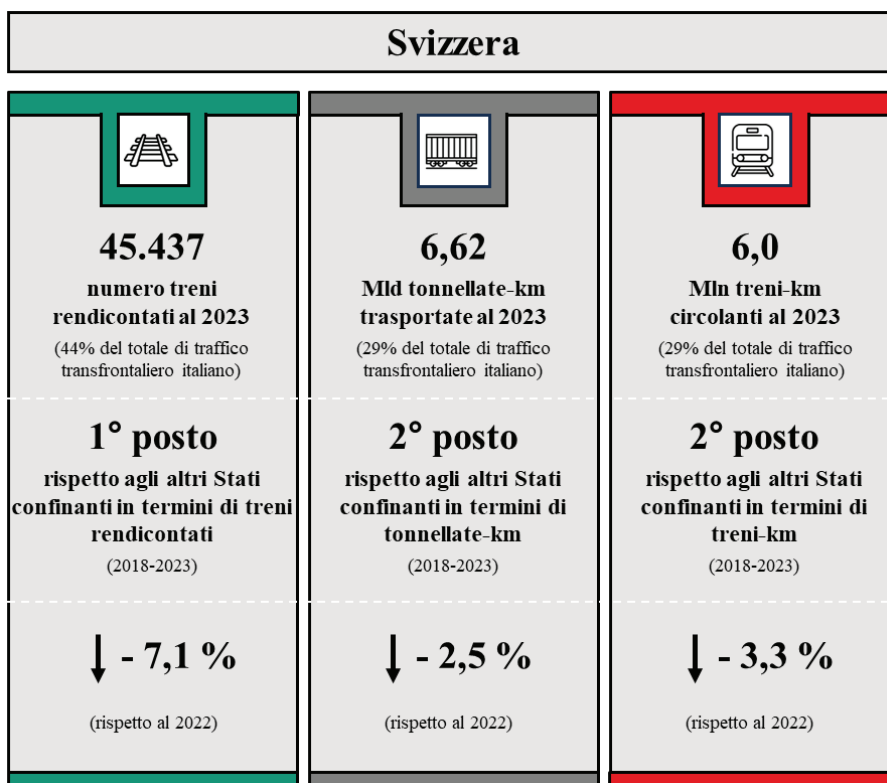 Svizzera
45.437
numero treni
rendicontati al 2023
(44% del totale di traffico
transfrontaliero italiano)
1° posto
rispetto agli altri Stati
confinanti in termini di treni
rendicontati
(2018-2023)
- 7,1 %
(rispetto al 2022)
6,62
Mld tonnellate-km
trasportate al 2023
(29% del totale di traffico
transfrontaliero italiano)
2° posto
rispetto agli altri Stati
confinanti in termini di
tonnellate-km
(2018-2023)
- 2,5 %
(rispetto al 2022)
6,0
Mln treni-km
circolanti al 2023
(29% del totale di traffico
transfrontaliero italiano)
2° posto
rispetto agli altri Stati
confinanti in termini di
treni-km
(2018-2023)
- 3,3 %
(rispetto al 2022)